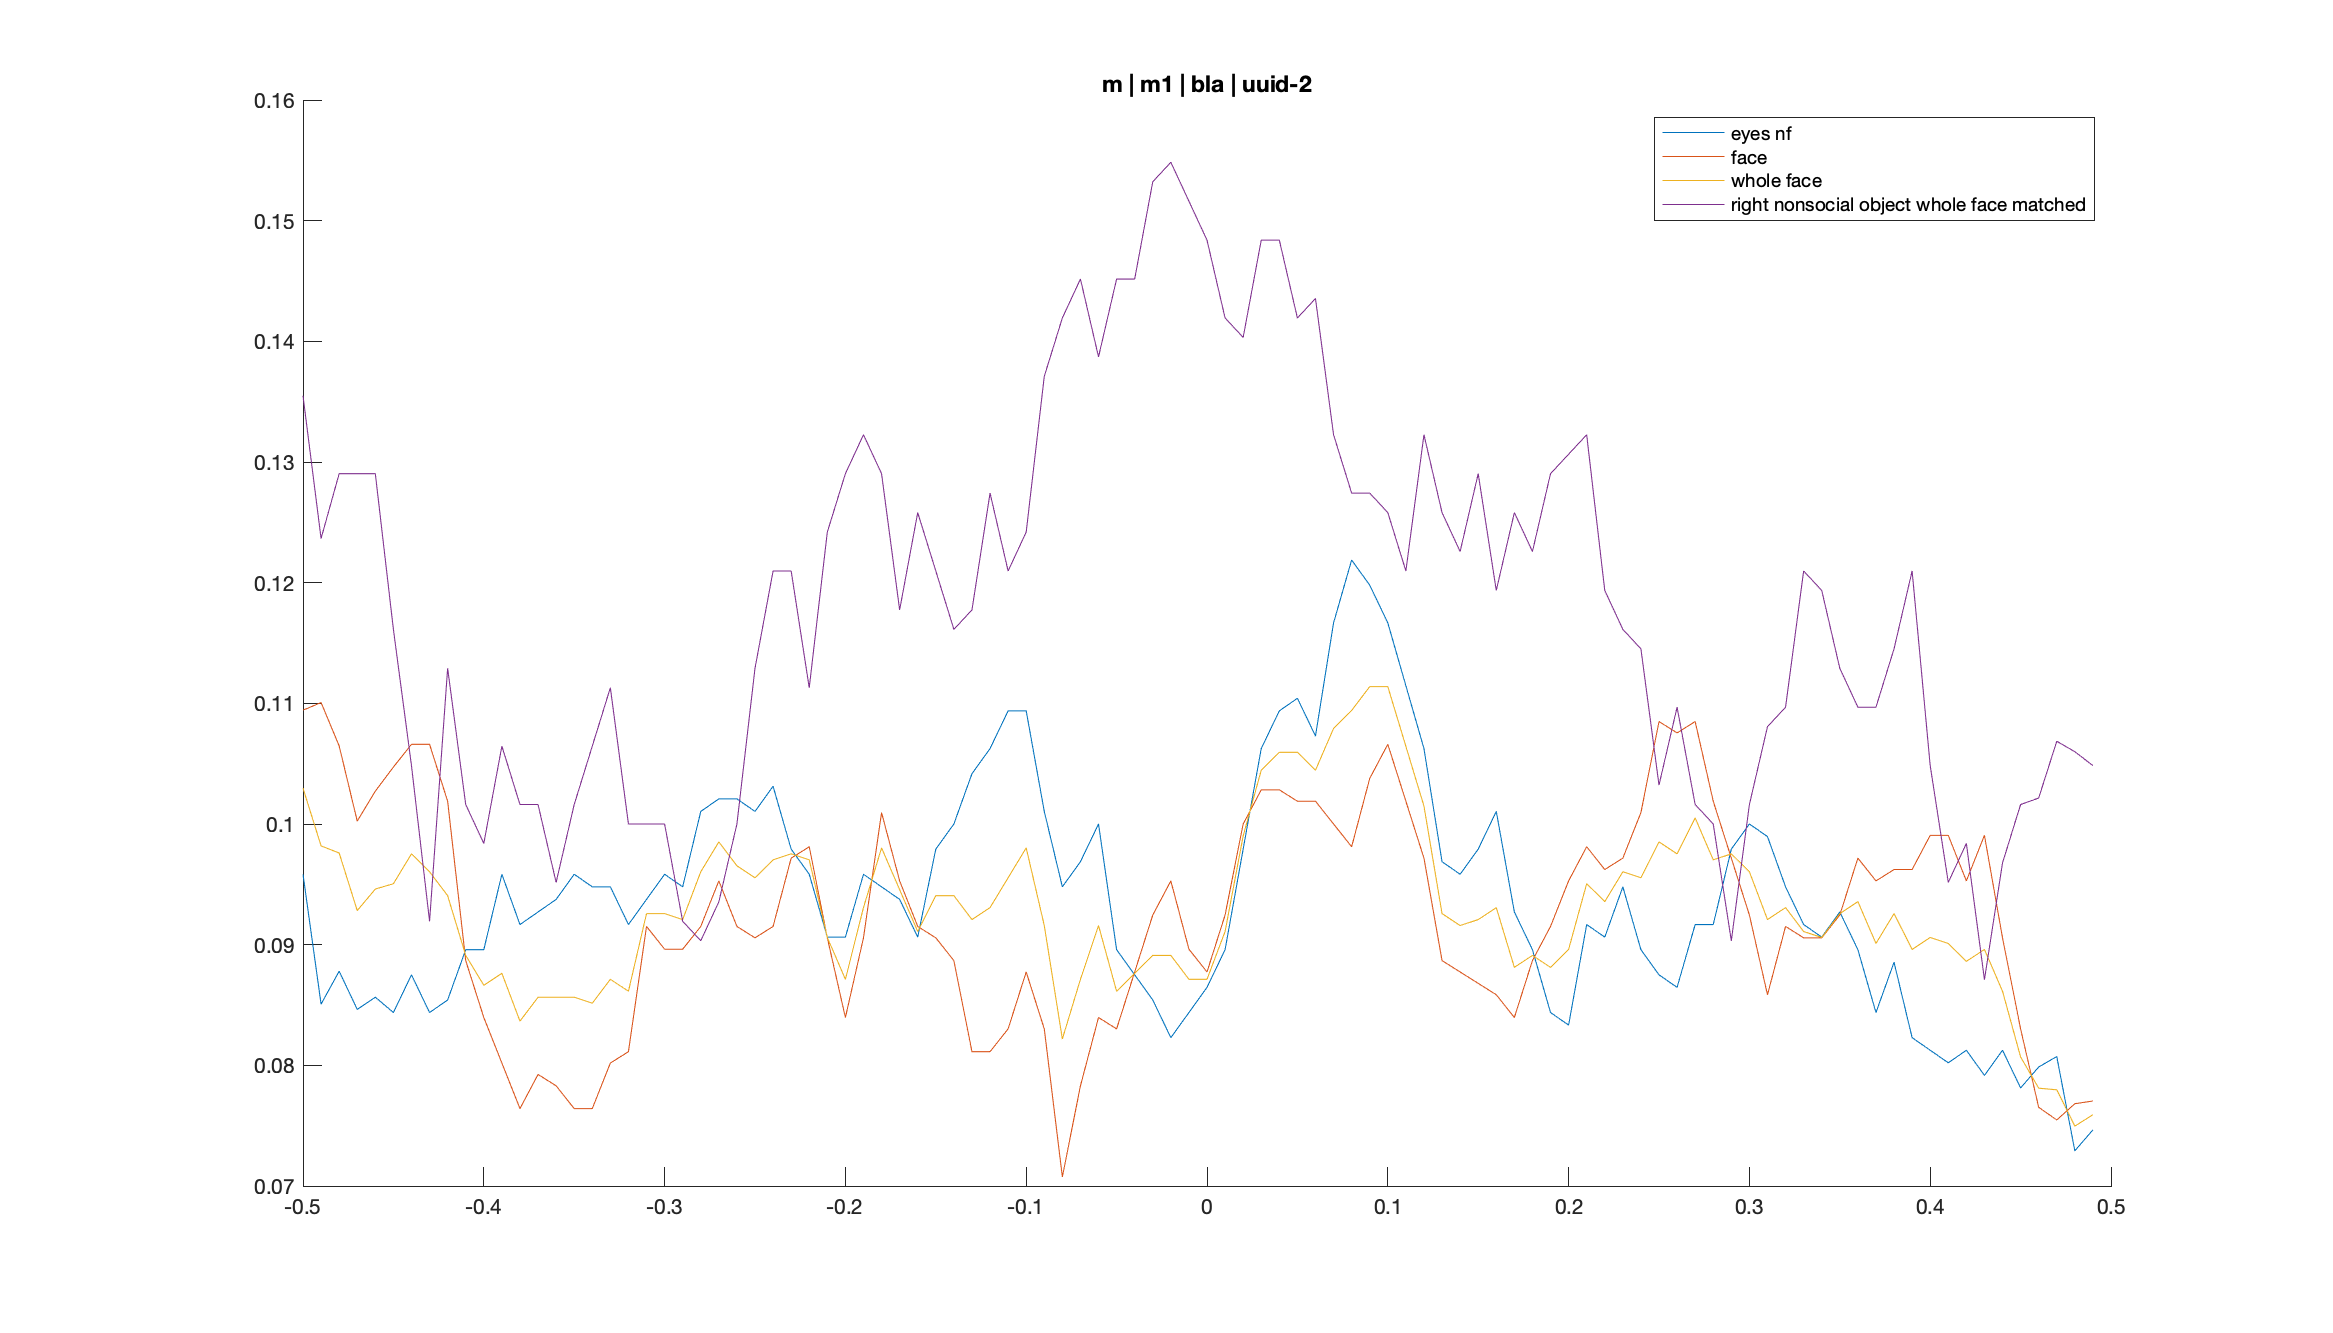 m | m1 | bla | uuid-2
0.16
0.15
0.14
0.13
0.12
0.11
0.1
0.09
0.08
0.07
eyes nf
face
whole face
right nonsocial object whole face matched
-0.5 -0.4 -0.3 -0.2 -0.1 0 0.1 0.2 0.3 0.4 0.5